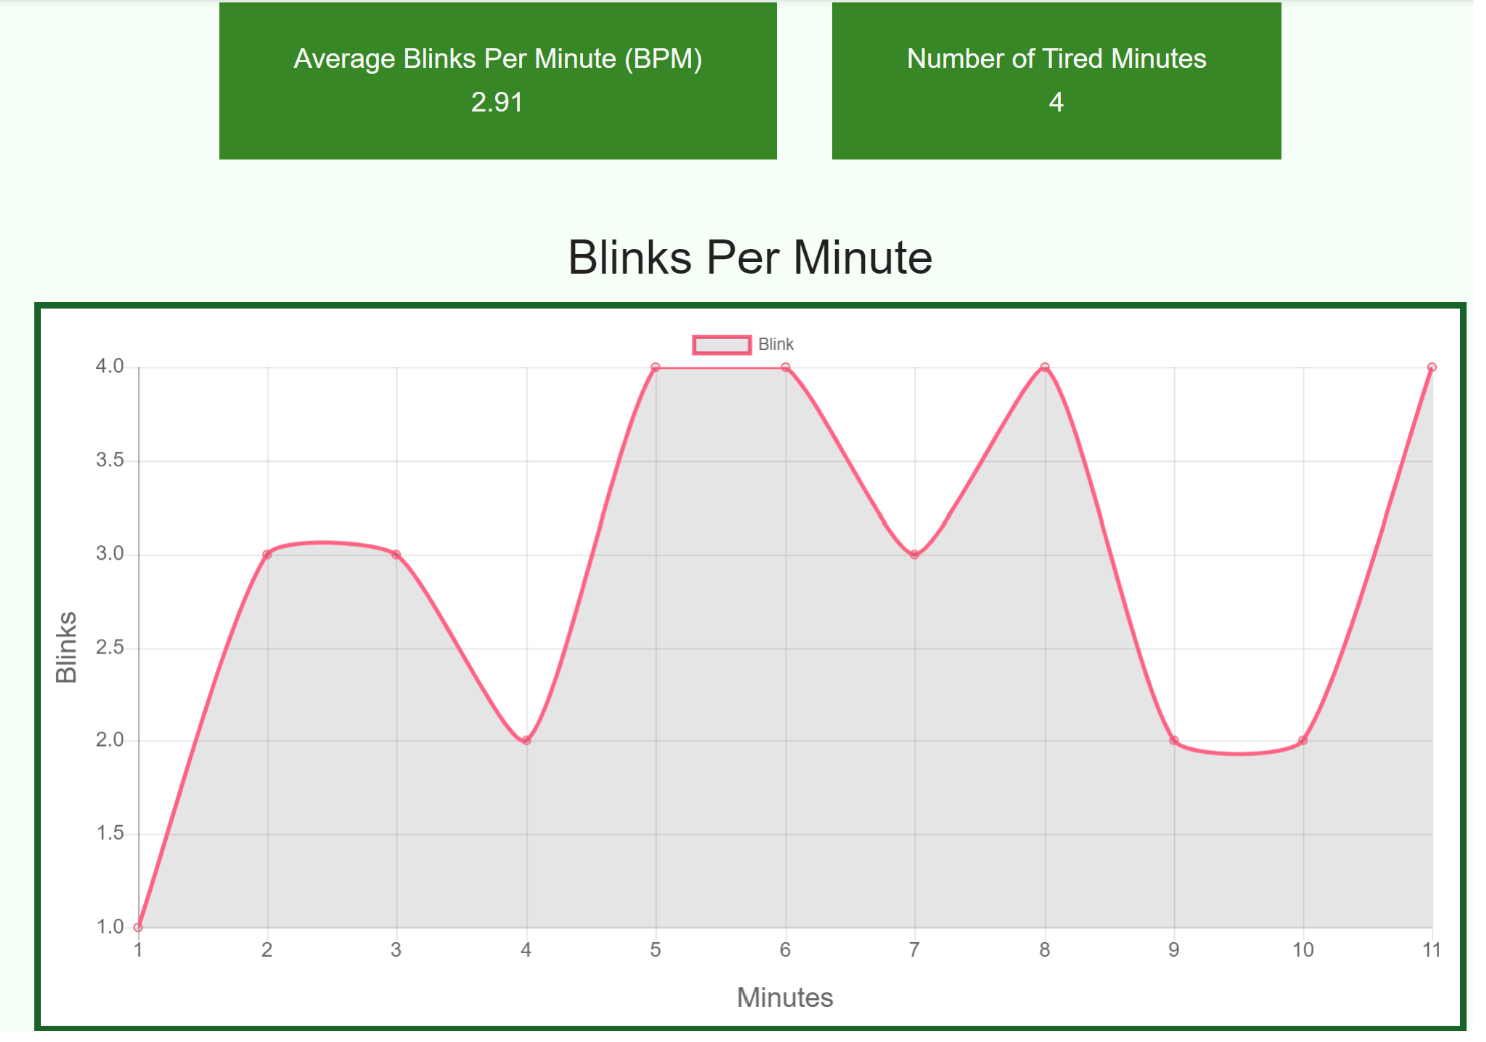 Average Blinks Per Minute (BPM)
2.91
Number of Tired Minutes
4
Blinks Per Minute
Blink
4.0
3.5
3.0
2.5
2.0
1.5
1.0
Blinks
1 2 3 4 5 6 7 8 9 10 11
Minutes